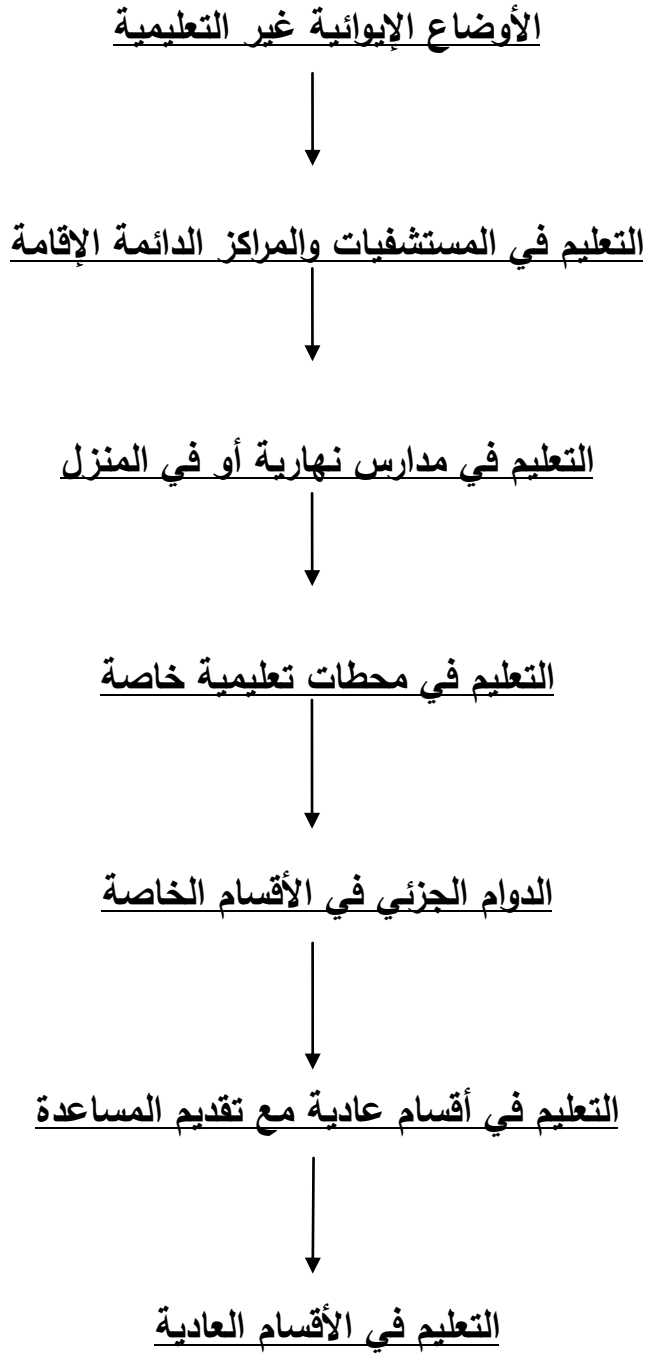 الأوضاع الإيوائية غير التعليمية
التعليم في المستشفيات والمراكز الدائمة الإقامة
التعليم في مدارس نهارية أو في المنزل
التعليم في محطات تعليمية خاصة
الدوام الجزئي في الأقسام الخاصة
التعليم في أقسام عادية مع تقديم المساعدة
التعليم في الأقسام العادية